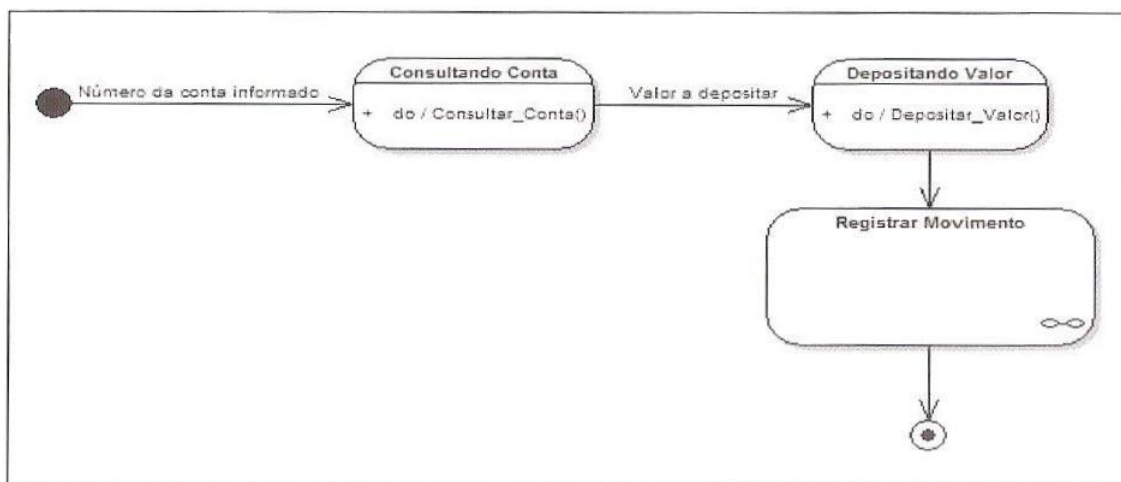 Número da conta informado
Consultando Conta
+ do / Consultar_Conta()
Valor a depositar
Depositando Valor
+ do / Depositar_Valor()
Registrar Movimento